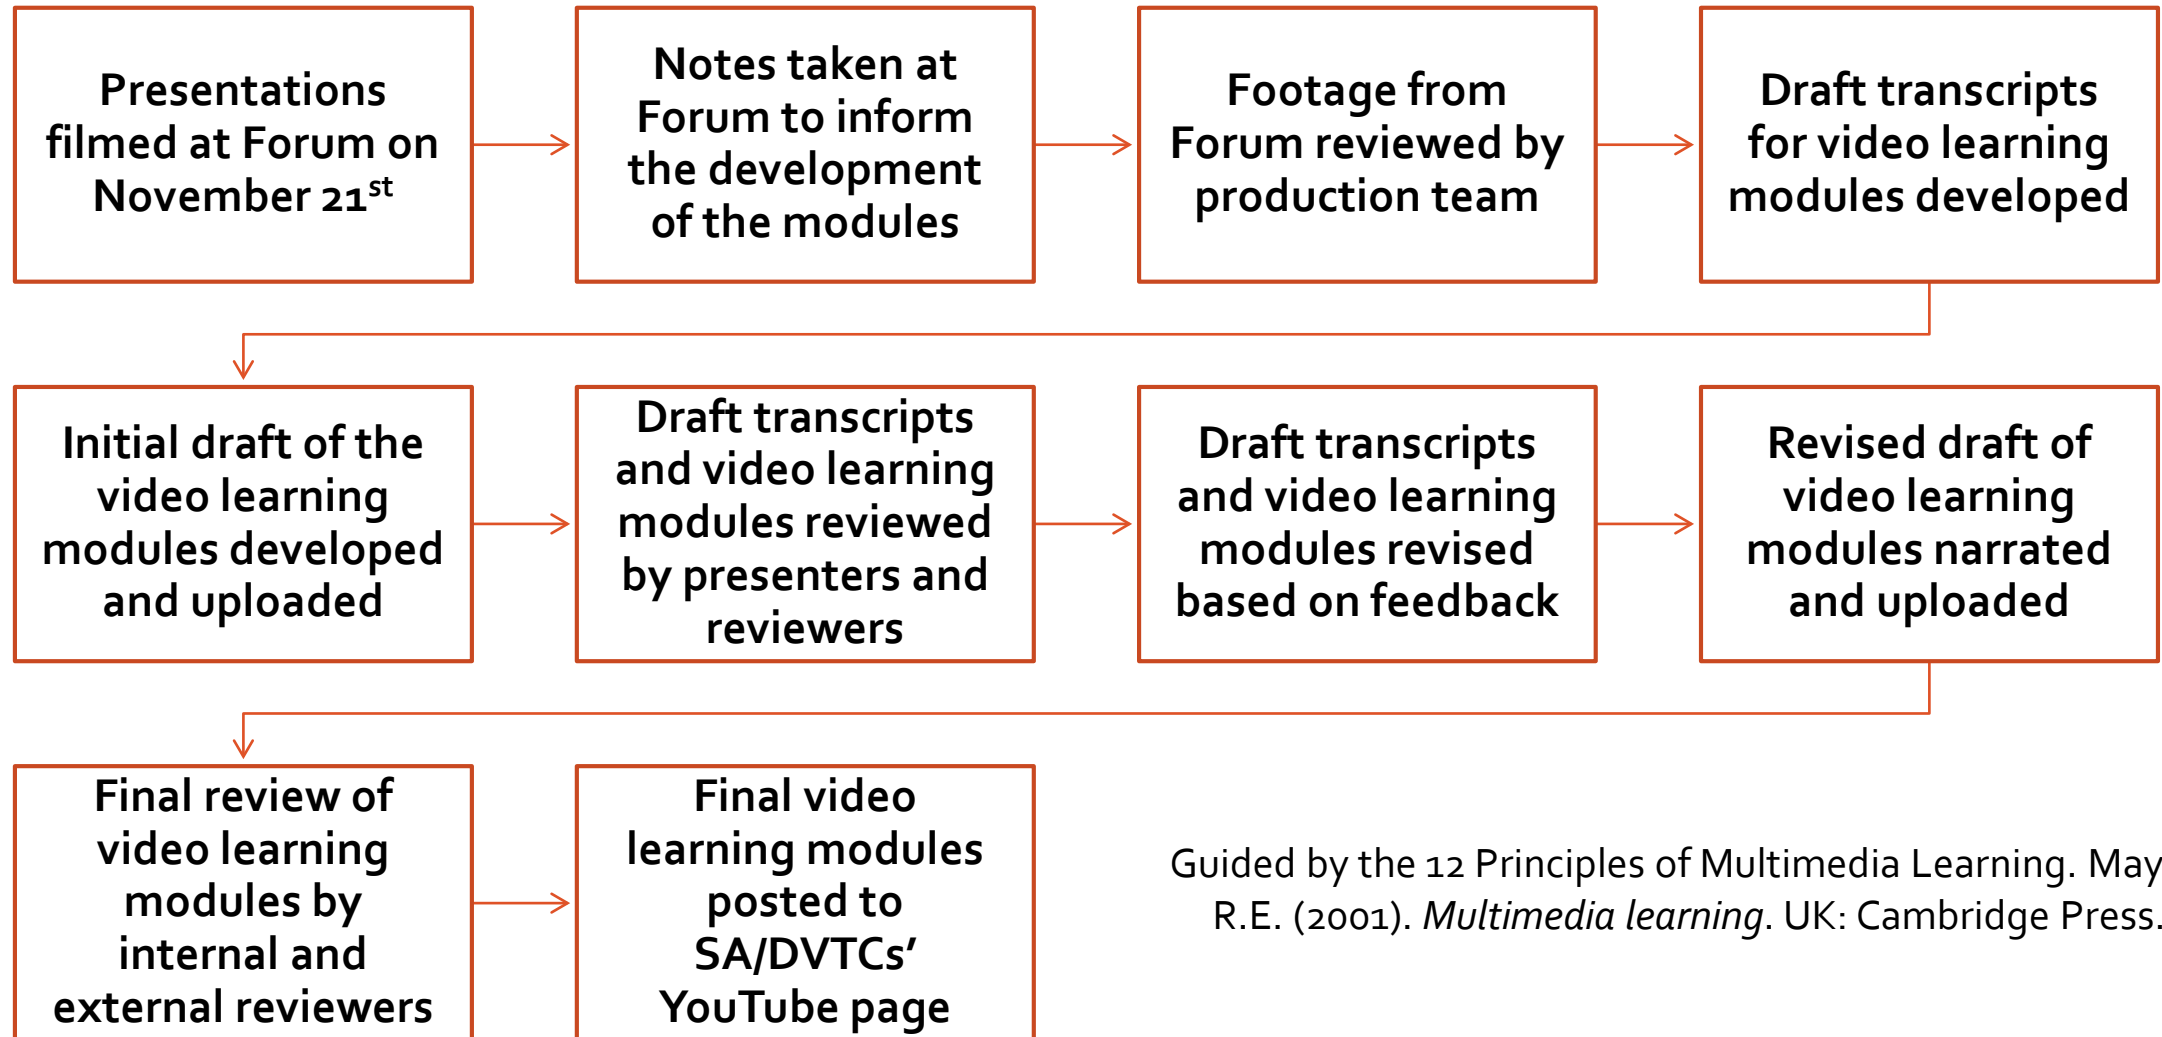 Presentations
filmed at Forum on
November 21st
Notes taken at
Forum to inform
the development
of the modules
Footage from
Forum reviewed by
production team
Draft transcripts
for video learning
modules developed
Initial draft of the
video learning
modules developed
and uploaded
Draft transcripts
and video learning
modules reviewed
by presenters and
reviewers
Draft transcripts
and video learning
modules revised
based on feedback
Revised draft of
video learning
modules narrated
and uploaded
Final review of
video learning
modules by
internal and
external reviewers
Final video
learning modules
posted to
SA/DVTCs’
YouTube page
Guided by the 12 Principles of Multimedia Learning. May
R.E. (2001). Multimedia learning. UK: Cambridge Press.